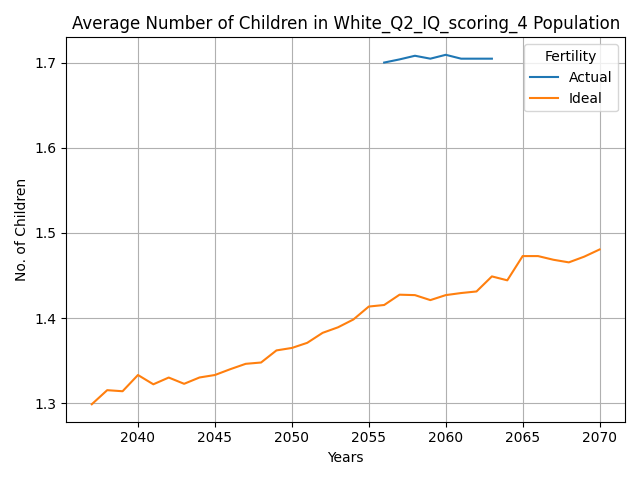 Average Number of Children in White_Q2_IQ_scoring_4 Population
Fertility
Actual
Ideal
1.7
1.6
1.5
1.4
1.3
No. of Children
2040 2045 2050 2055 2060 2065 2070
Years